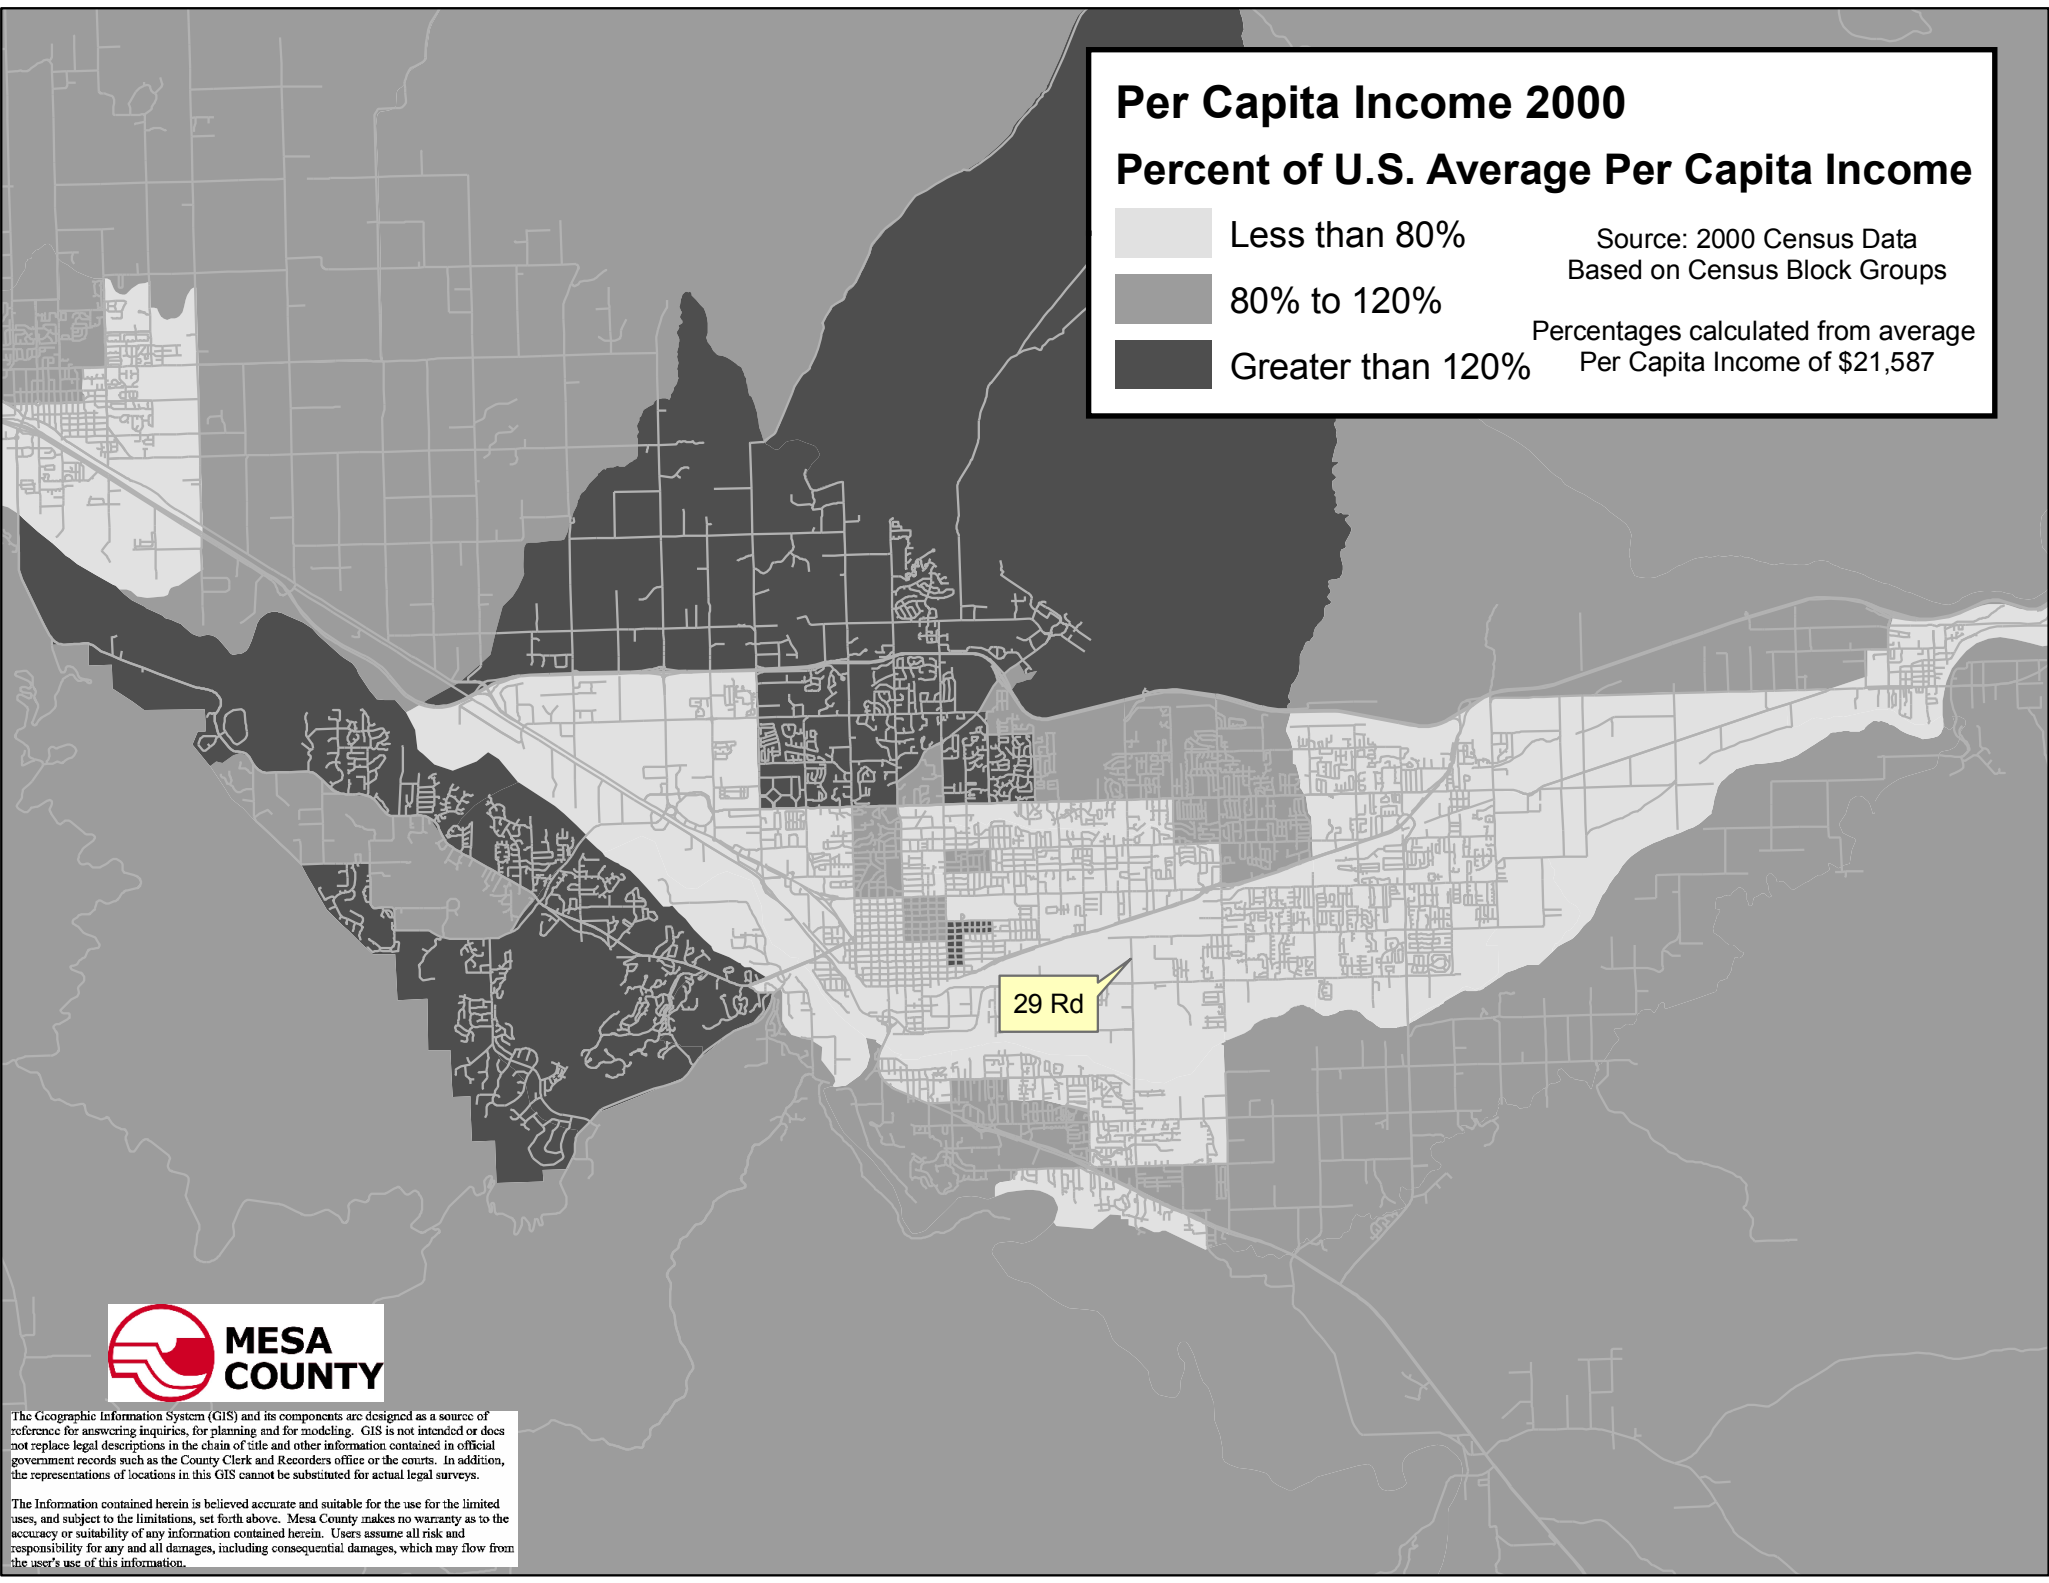 Per Capita Income 2000
Percent of U.S. Average Per Capita Income
Less than 80%
80% to 120%
Greater than 120%
Source: 2000 Census Data
Based on Census Block Groups
Percentages calculated from average
Per Capita Income of $21,587
29 Rd
MESA
COUNTY
The Geographic Information System (GIS) and its components are designed as a source of
reference for answering inquiries, for planning and for modeling.  GIS is not intended or does
not replace legal descriptions in the chain of title and other information contained in official
government records such as the County Clerk and Recorders office or the courts.  In addition,
the representations of locations in this GIS cannot be substituted for actual legal surveys.
The Information contained herein is believed accurate and suitable for the use for the limited
uses, and subject to the limitations, set forth above.  Mesa County makes no warranty as to the
accuracy or suitability of any information contained herein.  Users assume all risk and
responsibility for any and all damages, including consequential damages, which may flow from
the user's use of this information.